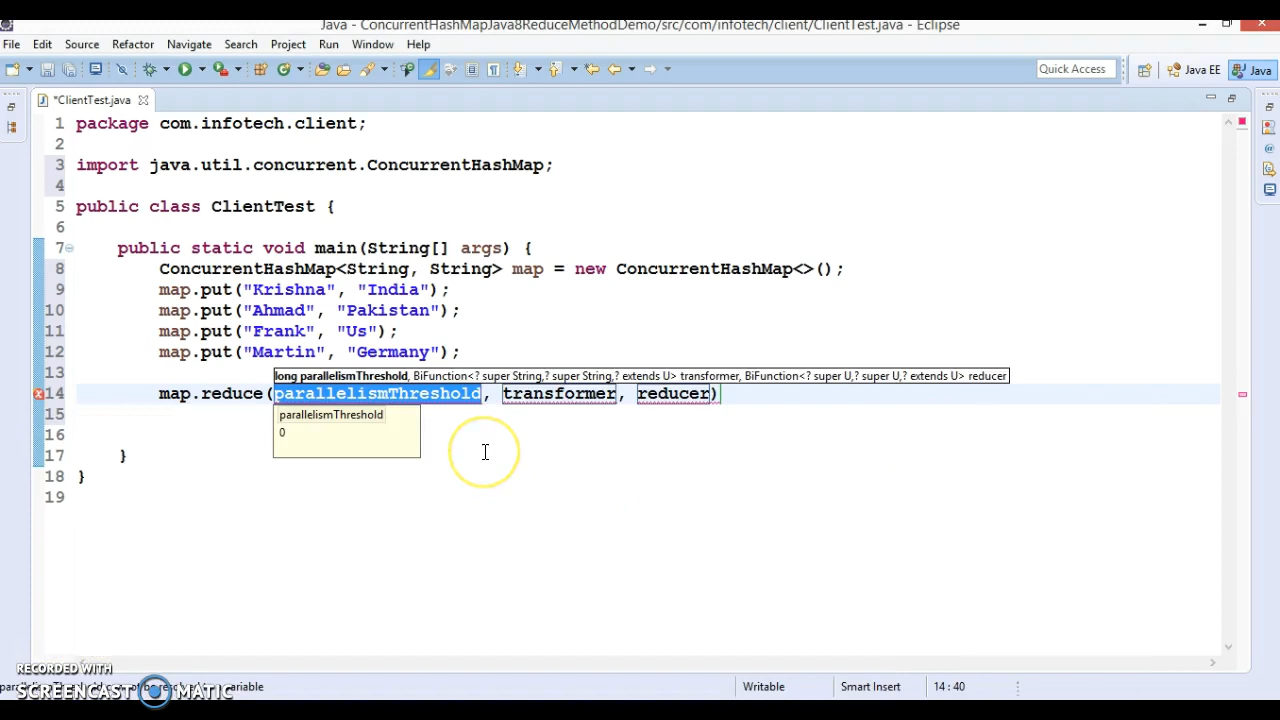 Java - ConcurrentHashMapJava8ReduceMethodDemo/src/com/infotech/client/ClientTest.java - Eclipse
File Edit Source Refactor Navigate Search Project Run Window Help
Quick Access Java EE Java
*ClientTest.java
1 package com.infotech.client;
2
3 import java.util.concurrent.ConcurrentHashMap;
4
5 public class ClientTest {
6
7 public static void main(String[] args) {
8 ConcurrentHashMap<String, String> map = new ConcurrentHashMap<>();
9 map.put("Krishna", "India");
10 map.put("Ahmad", "Pakistan");
11 map.put("Frank", "Us");
12 map.put("Martin", "Germany");
13 long parallelismThreshold, BiFunction<? super String,? super String,? extends U> transformer, BiFunction<? super U,? super U,? extends U> reducer
14 map.reduce(parallelismThreshold, transformer, reducer)
15 parallelismThreshold
16 0
17 }
18 }
19
RECORDED WITH
SCREENCAST MATIC
Writable Smart Insert 14 : 40